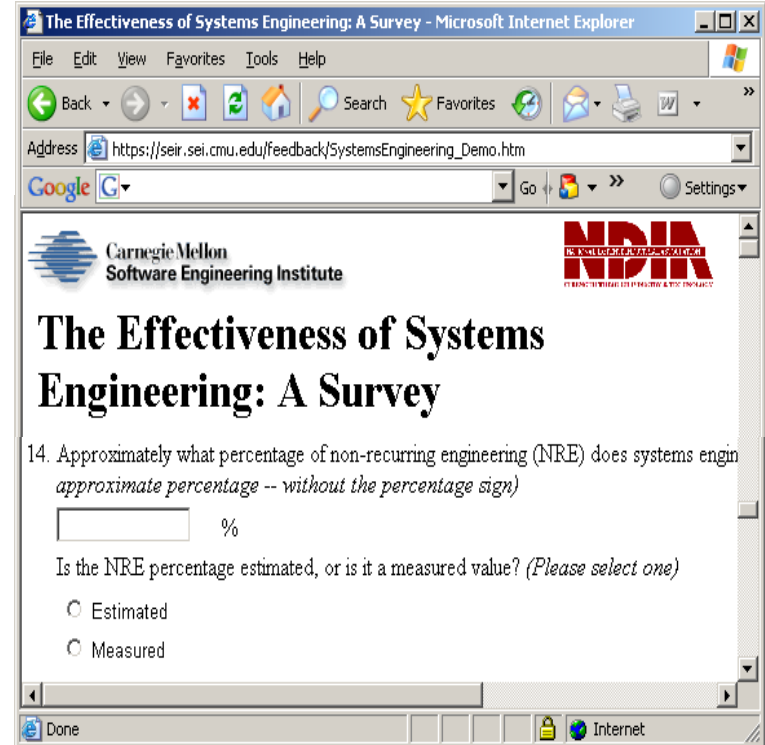 The Effectiveness of Systems Engineering: A Survey - Microsoft Internet Explorer
File Edit View Favorites Tools Help
Back Search Favorites W »
Address https://seir.sei.cmu.edu/feedback/SystemsEngineering_Demo.htm
Google G Go » Settings
Carnegie Mellon
Software Engineering Institute
NDIA
The Effectiveness of Systems
Engineering: A Survey
14. Approximately what percentage of non-recurring engineering (NRE) does systems engin
approximate percentage -- without the percentage sign)
%
Is the NRE percentage estimated, or is it a measured value? (Please select one)
Estimated
Measured
Done Internet